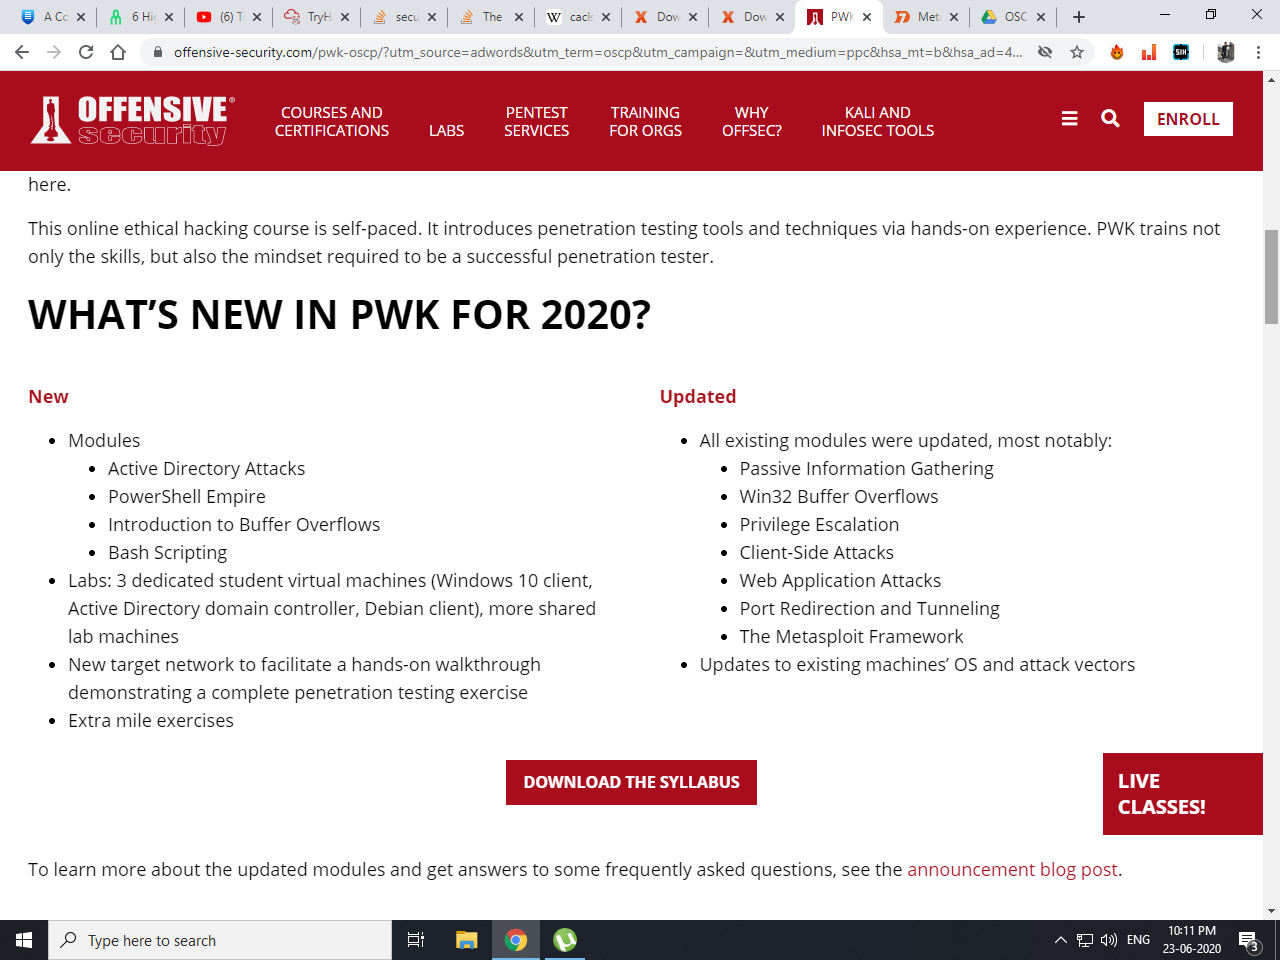 A Co
6 Hig
(6) T
TryH
secu
The
cacls
Dow
Dow
PWK
Meta
OSC
offensive-security.com/pwk-oscp/?utm_source=adwords&utm_term=oscp&utm_campaign=&utm_medium=ppc&hsa_mt=b&hsa_ad=4...
OFFENSIVE®
security
COURSES AND
CERTIFICATIONS
LABS
PENTEST
SERVICES
TRAINING
FOR ORGS
WHY
OFFSEC?
KALI AND
INFOSEC TOOLS
ENROLL
here.
This online ethical hacking course is self-paced. It introduces penetration testing tools and techniques via hands-on experience. PWK trains not
only the skills, but also the mindset required to be a successful penetration tester.
WHAT’S NEW IN PWK FOR 2020?
New
• Modules
• Active Directory Attacks
• PowerShell Empire
• Introduction to Buffer Overflows
• Bash Scripting
• Labs: 3 dedicated student virtual machines (Windows 10 client,
Active Directory domain controller, Debian client), more shared
lab machines
• New target network to facilitate a hands-on walkthrough
demonstrating a complete penetration testing exercise
• Extra mile exercises
Updated
• All existing modules were updated, most notably:
• Passive Information Gathering
• Win32 Buffer Overflows
• Privilege Escalation
• Client-Side Attacks
• Web Application Attacks
• Port Redirection and Tunneling
• The Metasploit Framework
• Updates to existing machines’ OS and attack vectors
DOWNLOAD THE SYLLABUS
LIVE
CLASSES!
To learn more about the updated modules and get answers to some frequently asked questions, see the announcement blog post.
Type here to search
ENG
10:11 PM
23-06-2020
3